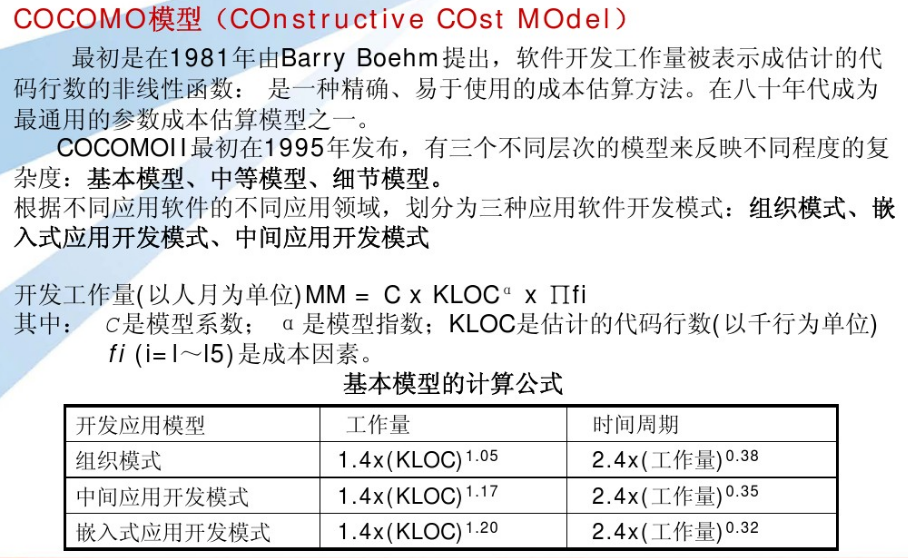 COCOMO模型（COnstructive COst MOdel）
最初是在1981年由Barry Boehm提出，软件开发工作量被表示成估计的代
码行数的非线性函数： 是一种精确、易于使用的成本估算方法。在八十年代成为
最通用的参数成本估算模型之一。
COCOMOII最初在1995年发布，有三个不同层次的模型来反映不同程度的复
杂度：基本模型、中等模型、细节模型。
根据不同应用软件的不同应用领域，划分为三种应用软件开发模式：组织模式、嵌
入式应用开发模式、中间应用开发模式
开发工作量(以人月为单位)MM = C x KLOC^α x ∏fi
其中： C是模型系数； α是模型指数；KLOC是估计的代码行数(以千行为单位)
fi (i=l～l5)是成本因素。
基本模型的计算公式
开发应用模型 工作量 时间周期
组织模式 1.4x(KLOC)^1.05 2.4x(工作量)^0.38
中间应用开发模式 1.4x(KLOC)^1.17 2.4x(工作量)^0.35
嵌入式应用开发模式 1.4x(KLOC)^1.20 2.4x(工作量)^0.32